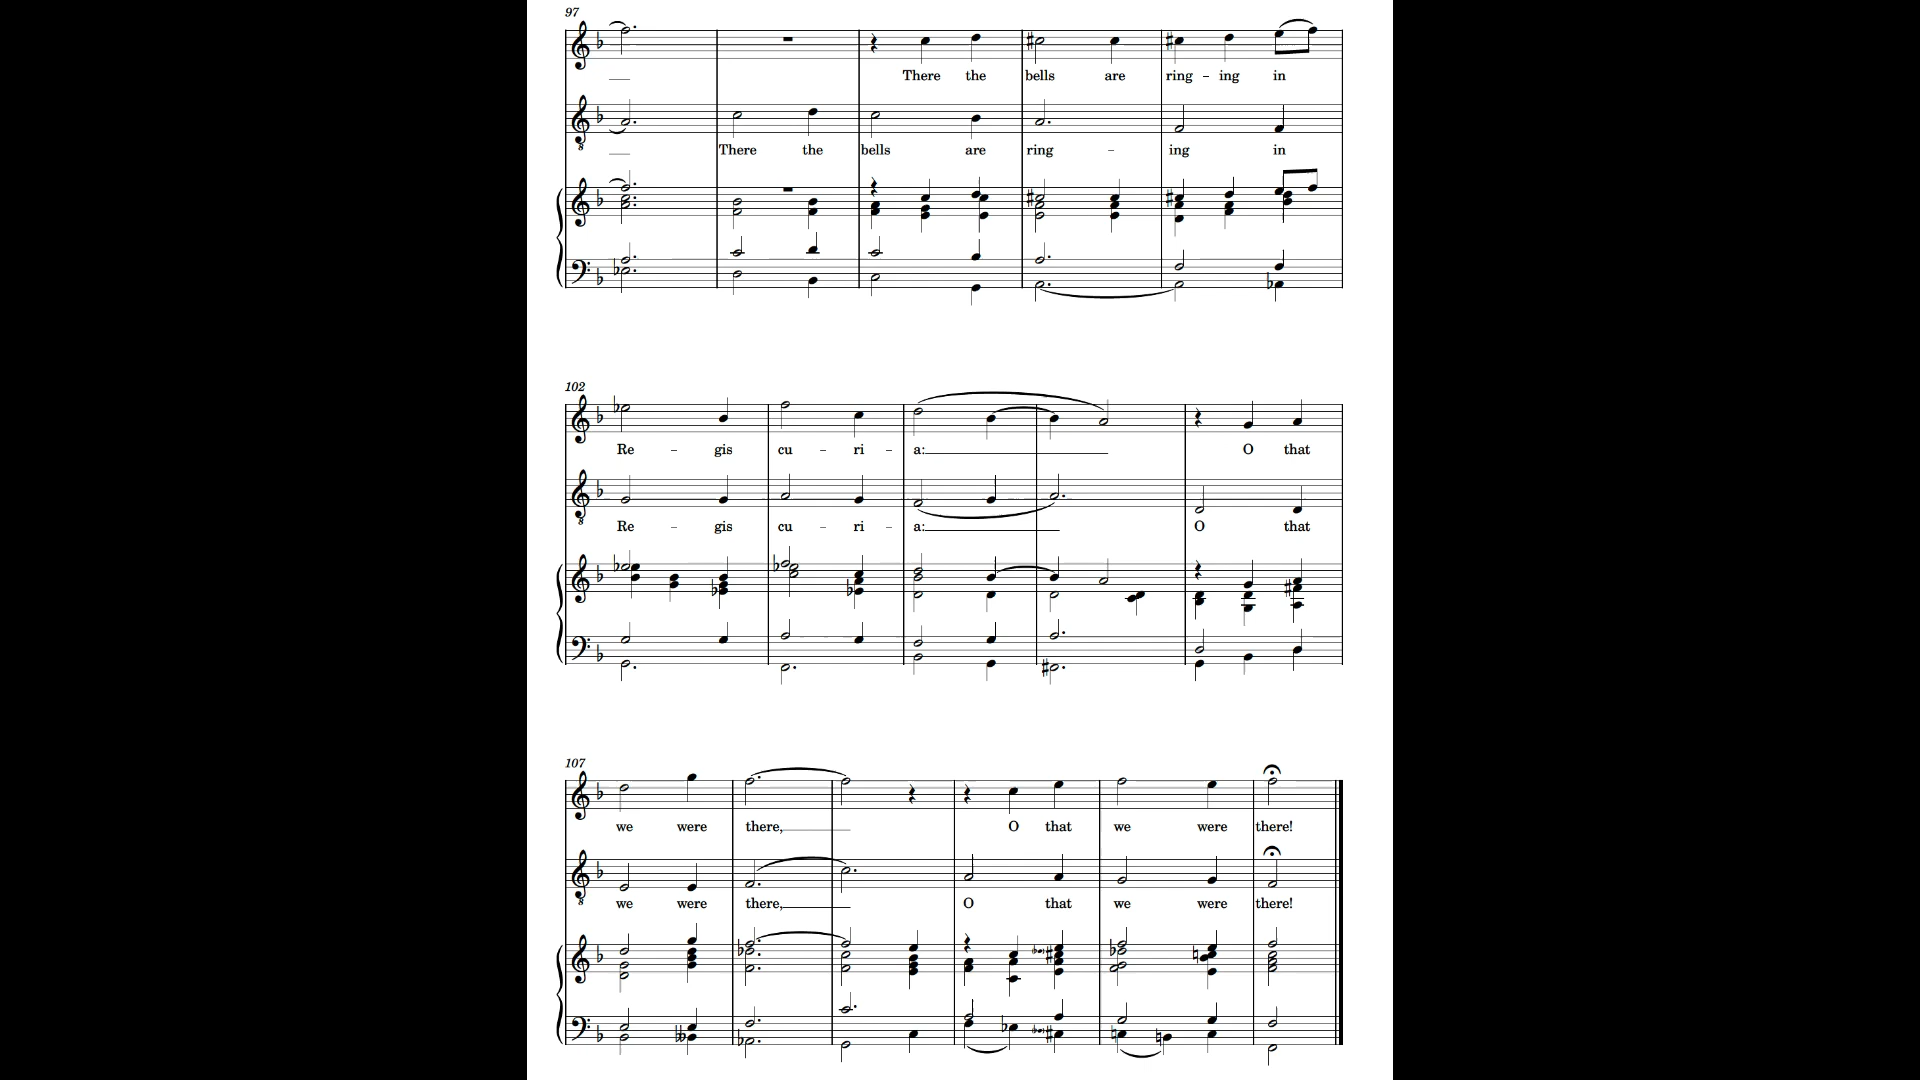 97
There the bells are ring - ing in
There the bells are ring - ing in
102
Re - gis cu - ri - a: O that
Re - gis cu - ri - a: O that
107
we were there, O that we were there!
we were there, O that we were there!